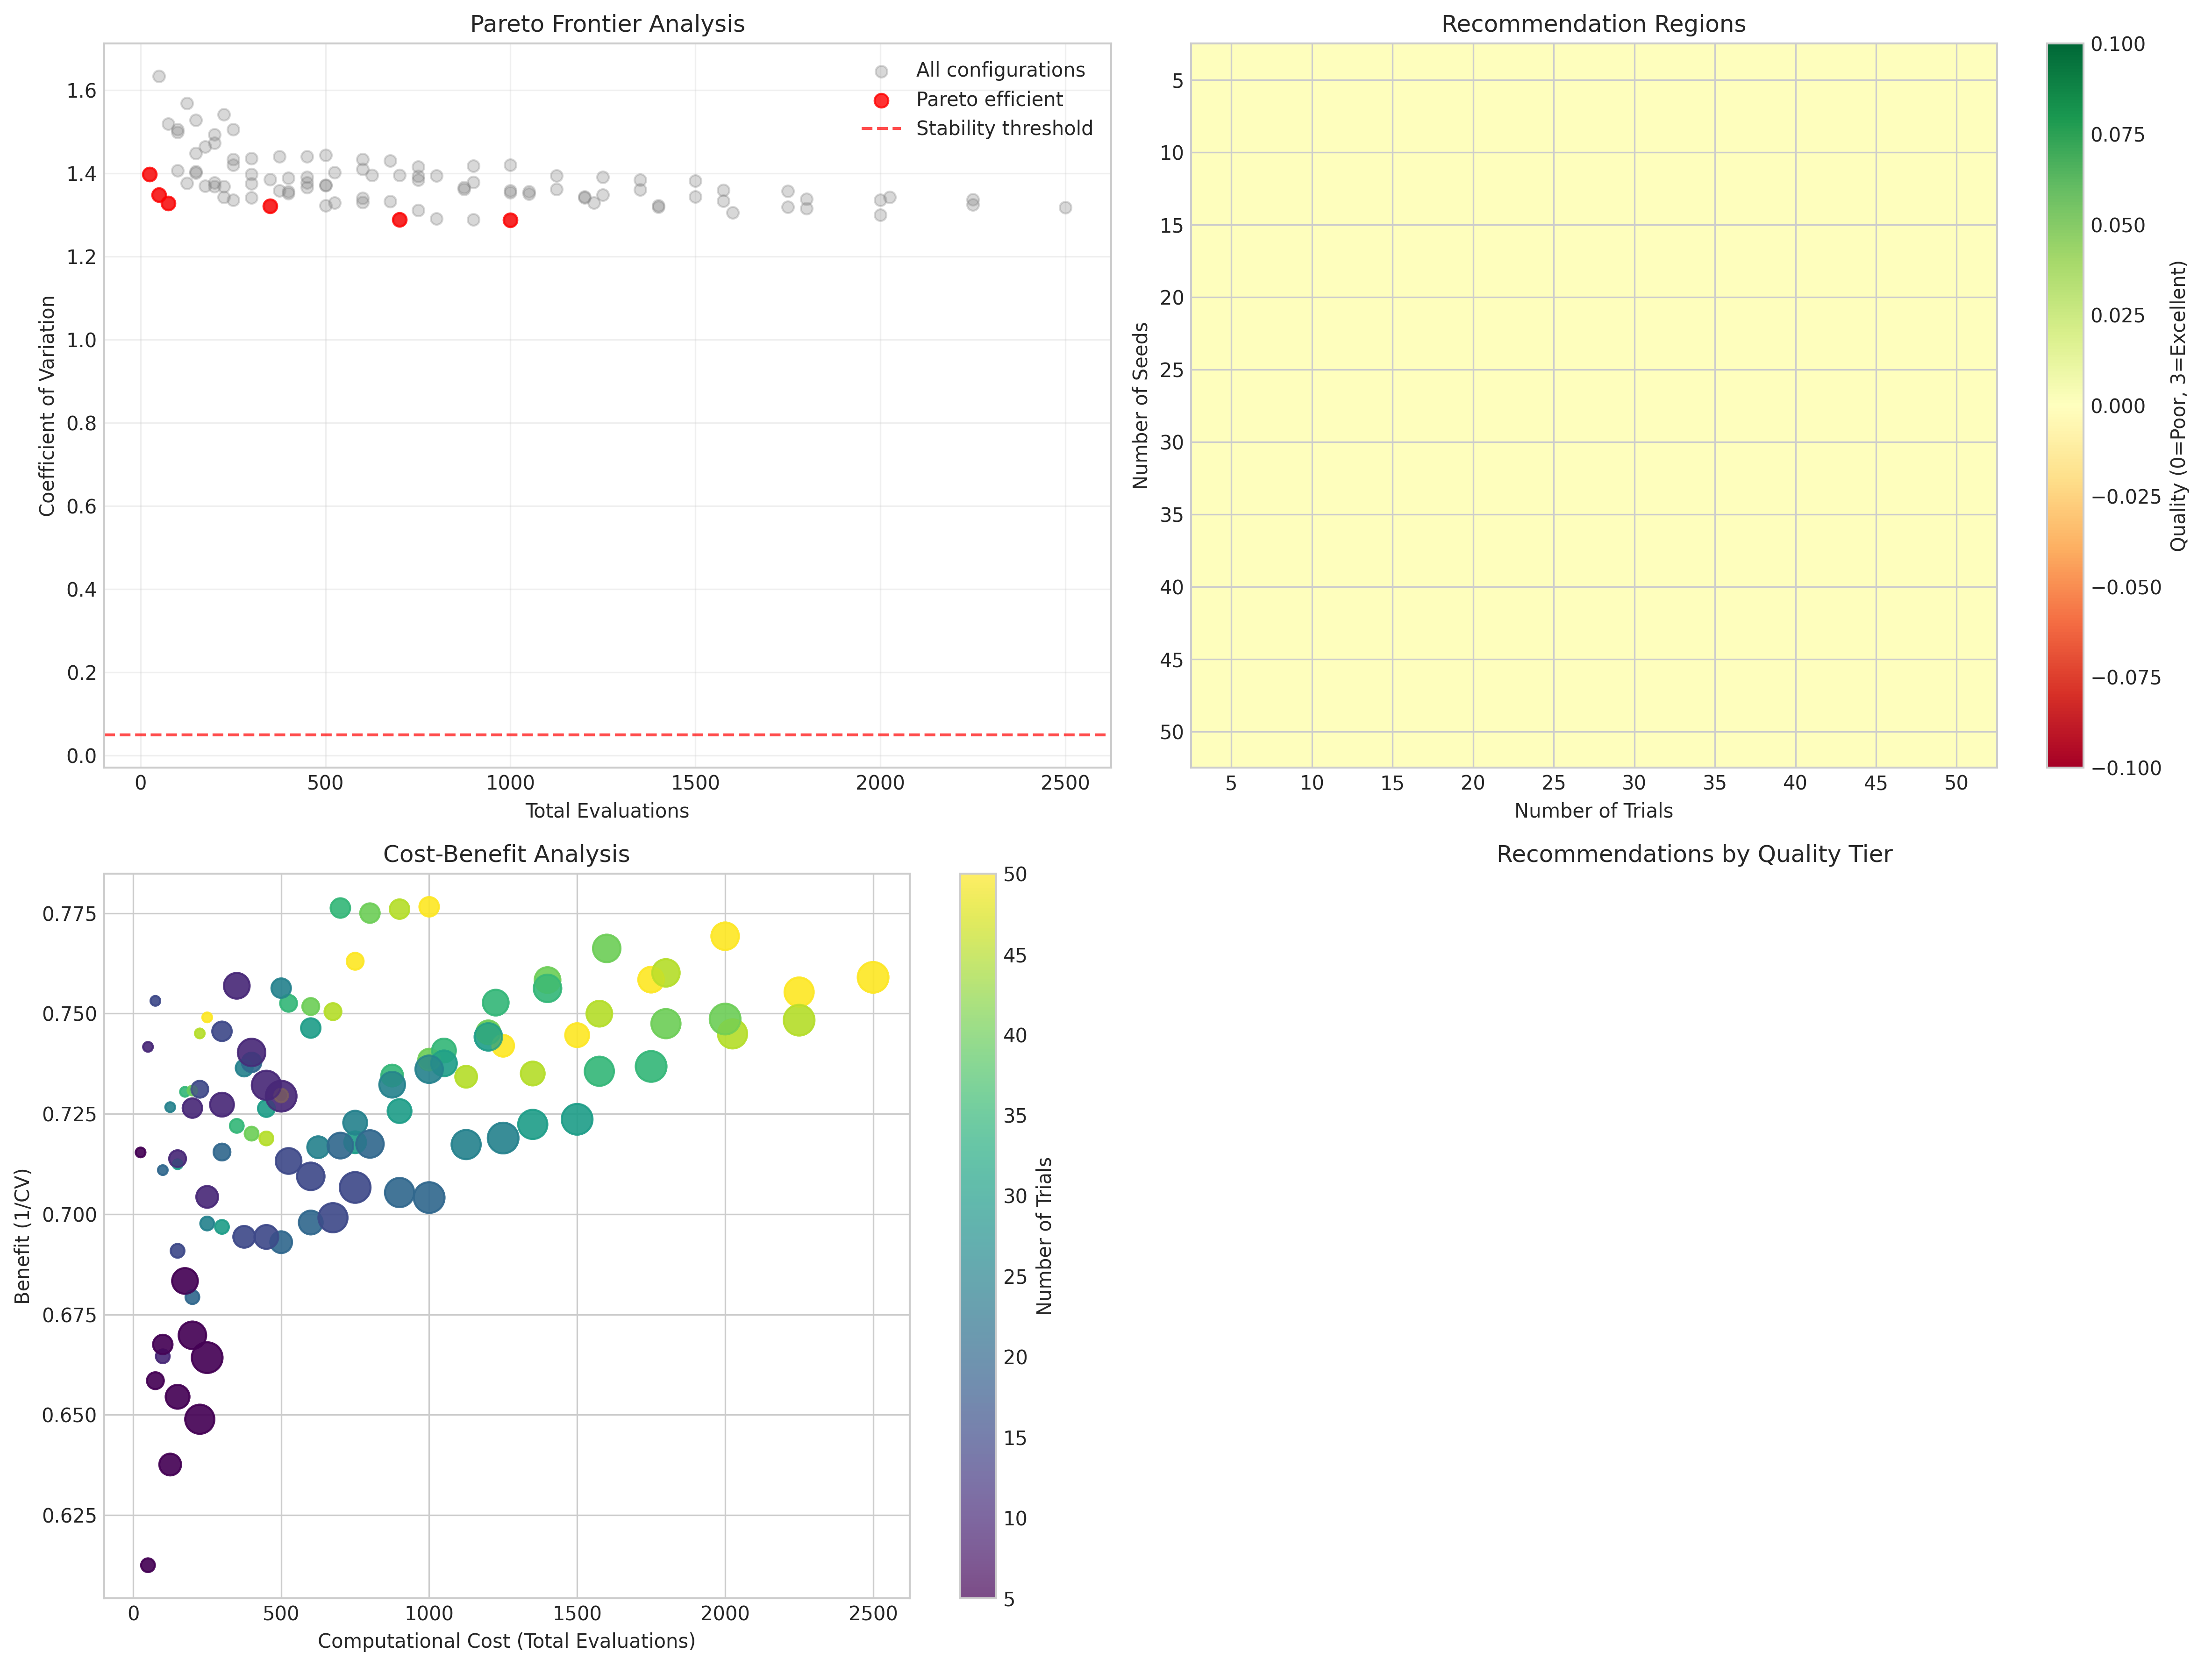 Pareto Frontier Analysis
1.6
1.4
1.2
1.0
0.8
0.6
0.4
0.2
0.0
Coefficient of Variation
All configurations
Pareto efficient
Stability threshold
0 500 1000 1500 2000 2500
Total Evaluations
Recommendation Regions
5
10
15
20
25
30
35
40
45
50
Number of Seeds
5 10 15 20 25 30 35 40 45 50
Number of Trials
0.100
0.075
0.050
0.025
0.000
−0.025
−0.050
−0.075
−0.100
Quality (0=Poor, 3=Excellent)
Cost-Benefit Analysis
0.775
0.750
0.725
0.700
0.675
0.650
0.625
Benefit (1/CV)
0 500 1000 1500 2000 2500
Computational Cost (Total Evaluations)
50
45
40
35
30
25
20
15
10
5
Number of Trials
Recommendations by Quality Tier